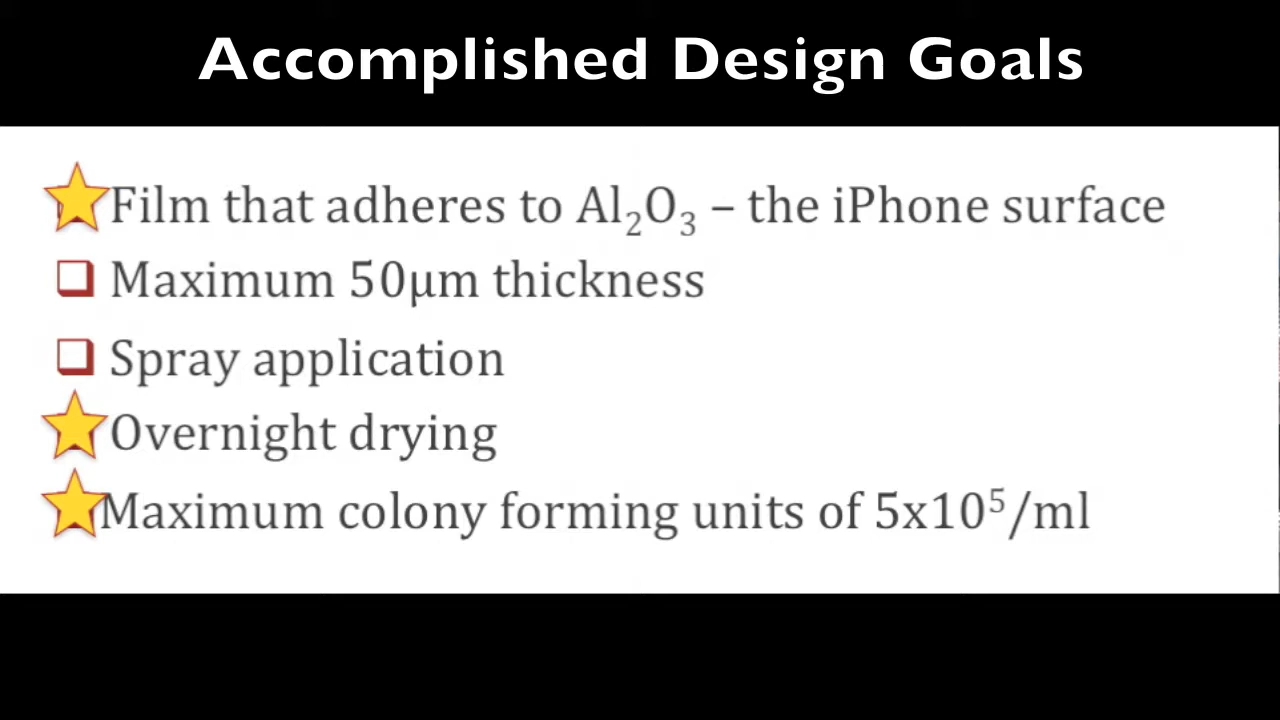 Accomplished Design Goals
Film that adheres to Al₂O₃ – the iPhone surface
Maximum 50μm thickness
Spray application
Overnight drying
Maximum colony forming units of 5x10⁵/ml